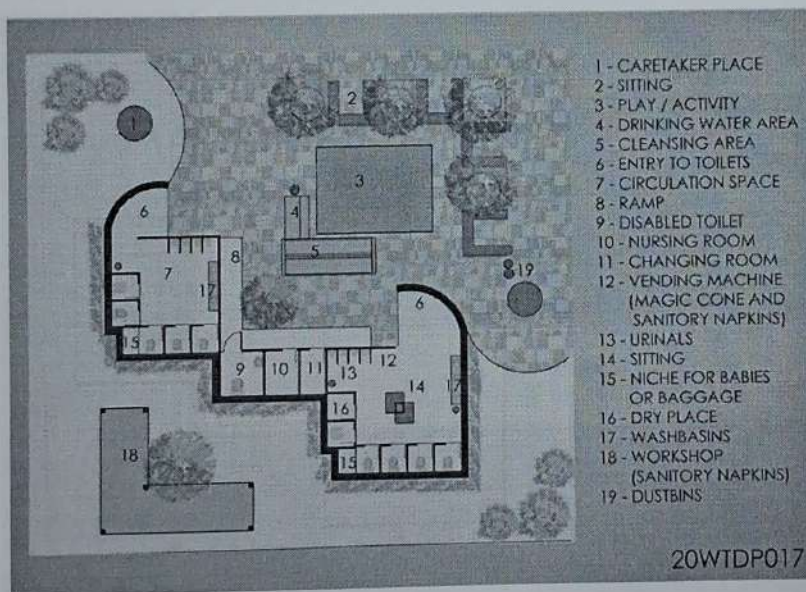 1 - CARETAKER PLACE
2 - SITTING
3 - PLAY / ACTIVITY
4 - DRINKING WATER AREA
5 - CLEANSING AREA
6 - ENTRY TO TOILETS
7 - CIRCULATION SPACE
8 - RAMP
9 - DISABLED TOILET
10 - NURSING ROOM
11 - CHANGING ROOM
12 - VENDING MACHINE
(MAGIC CONE AND
SANITORY NAPKINS)
13 - URINALS
14 - SITTING
15 - NICHE FOR BABIES
OR BAGGAGE
16 - DRY PLACE
17 - WASHBASINS
18 - WORKSHOP
(SANITORY NAPKINS)
19 - DUSTBINS
20WTDP017
1
2
3
4
5
6
7
8
17
19
6
15
9
10
11
13
12
14
17
16
15
18